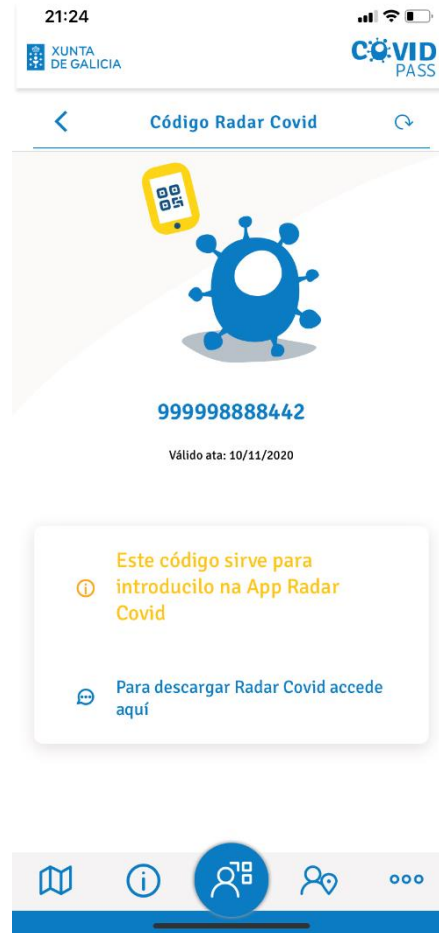 21:24
XUNTA
DE GALICIA
COVID
PASS
Código Radar Covid
999998888442
Válido ata: 10/11/2020
Este código sirve para
introducilo na App Radar
Covid
Para descargar Radar Covid accede
aquí